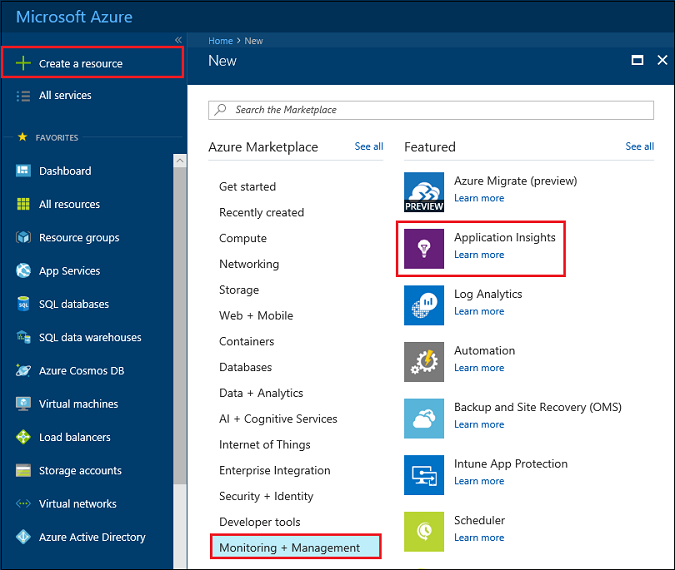 Microsoft Azure
«
Create a resource
All services
FAVORITES
Dashboard
All resources
Resource groups
App Services
SQL databases
SQL data warehouses
Azure Cosmos DB
Virtual machines
Load balancers
Storage accounts
Virtual networks
Azure Active Directory
Home > New
New
Search the Marketplace
Azure Marketplace See all
Get started
Recently created
Compute
Networking
Storage
Web + Mobile
Containers
Databases
Data + Analytics
AI + Cognitive Services
Internet of Things
Enterprise Integration
Security + Identity
Developer tools
Monitoring + Management
Featured See all
PREVIEW
Azure Migrate (preview)
Learn more
Application Insights
Learn more
Log Analytics
Learn more
Automation
Learn more
Backup and Site Recovery (OMS)
Learn more
Intune App Protection
Learn more
Scheduler
Learn more